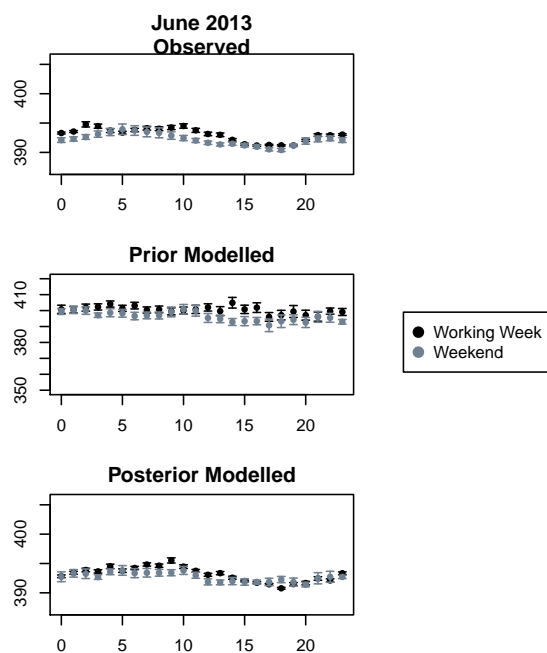 June 2013
Observed
400
390
0 5 10 15 20
Prior Modelled
410
380
350
0 5 10 15 20
Working Week
Weekend
Posterior Modelled
400
390
0 5 10 15 20